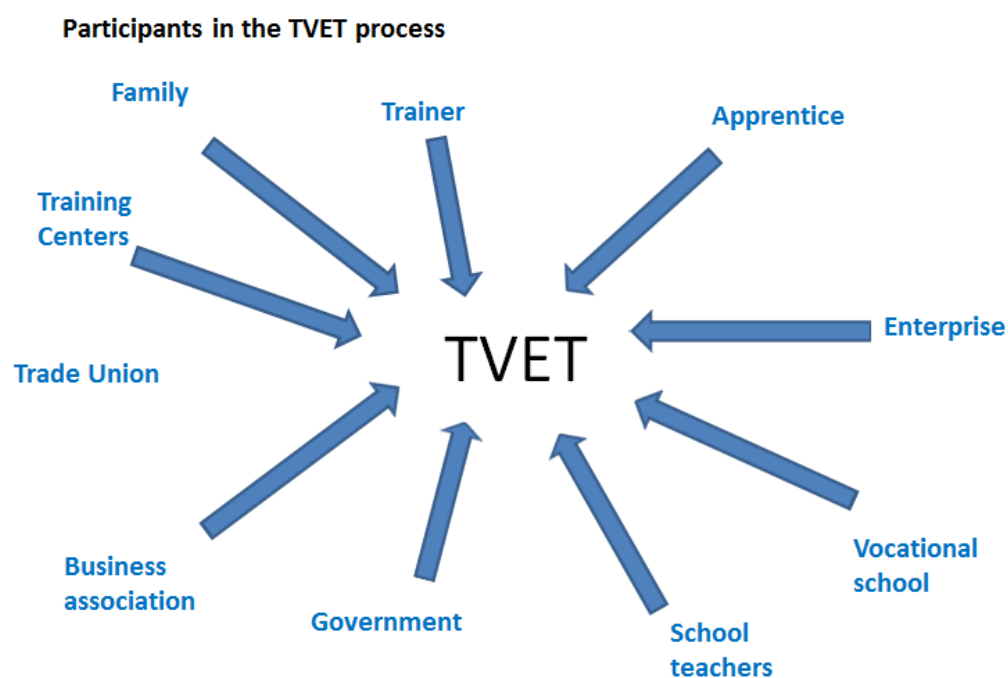 Participants in the TVET process
Family
Trainer
Apprentice
Training
Centers
Enterprise
TVET
Trade Union
Business
association
Vocational
school
Government
School
teachers